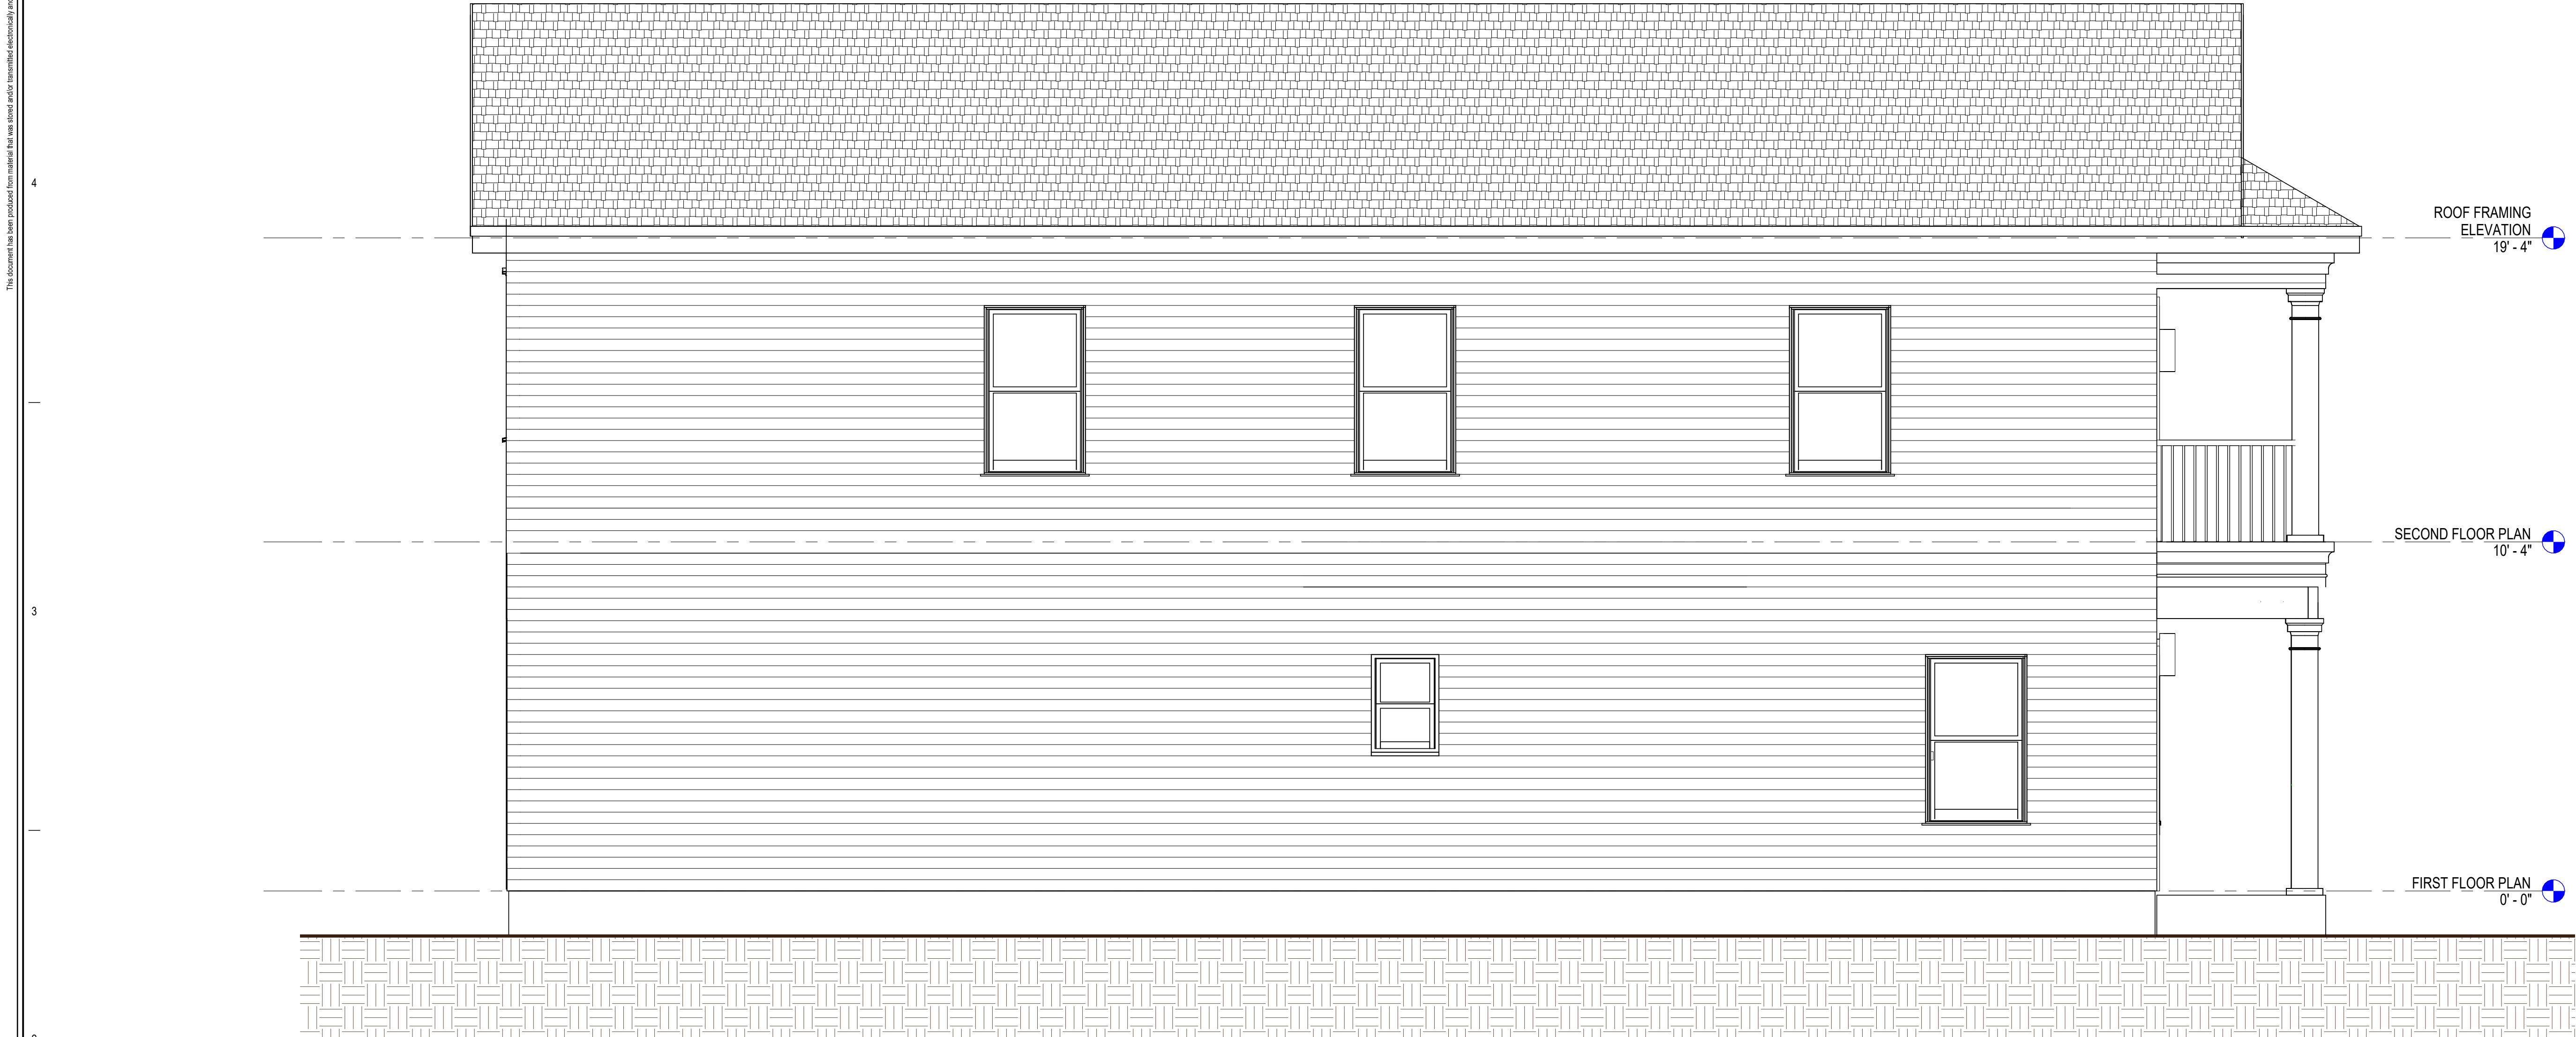 This document has been produced from material that was stored and/or transmitted electronically and
4
ROOF FRAMING
ELEVATION
19' - 4"
SECOND FLOOR PLAN
10' - 4"
3
FIRST FLOOR PLAN
0' - 0"